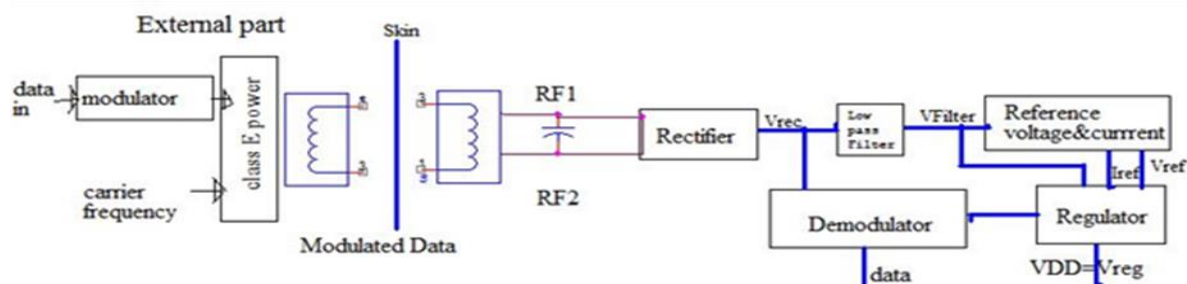 External part
Skin
data
in
modulator
class E power
carrier
frequency
Modulated Data
RF1
RF2
Rectifier
Vrec
Low
pass
Filter
VFilter
Reference
voltage&currrent
Iref
Vref
Demodulator
Regulator
data
VDD=Vreg